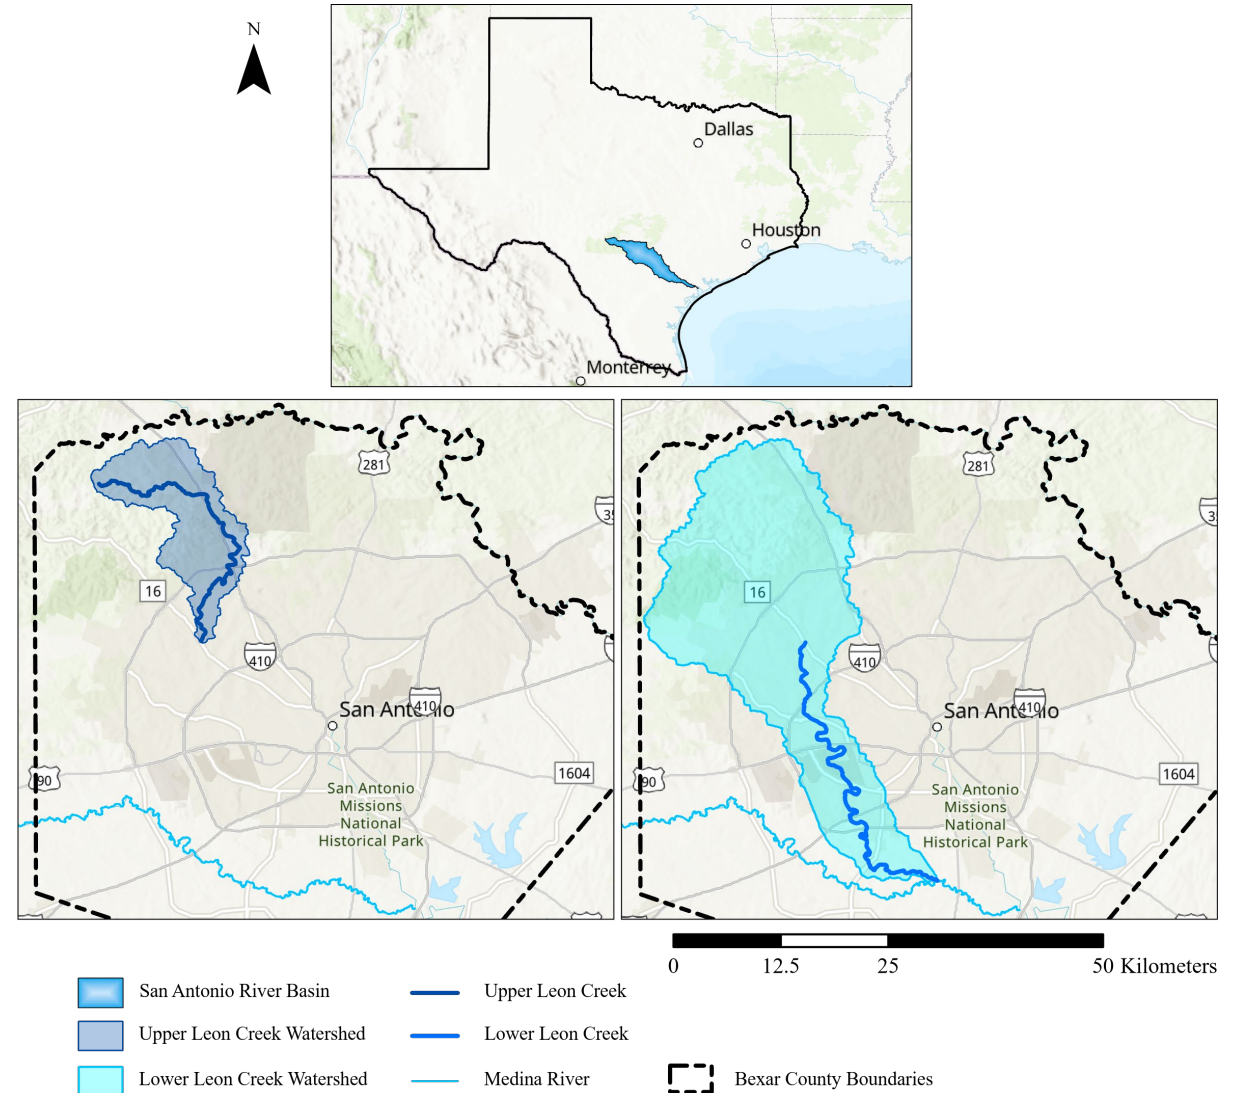 N
Dallas
Houston
Monterrey
281
35
16
410
410
San Antonio
90
1604
San Antonio
Missions
National
Historical Park
281
3
16
410
410
San Antonio
90
1604
San Antonio
Missions
National
Historical Park
0 12.5 25 50 Kilometers
San Antonio River Basin
Upper Leon Creek
Upper Leon Creek Watershed
Lower Leon Creek
Lower Leon Creek Watershed
Medina River
Bexar County Boundaries